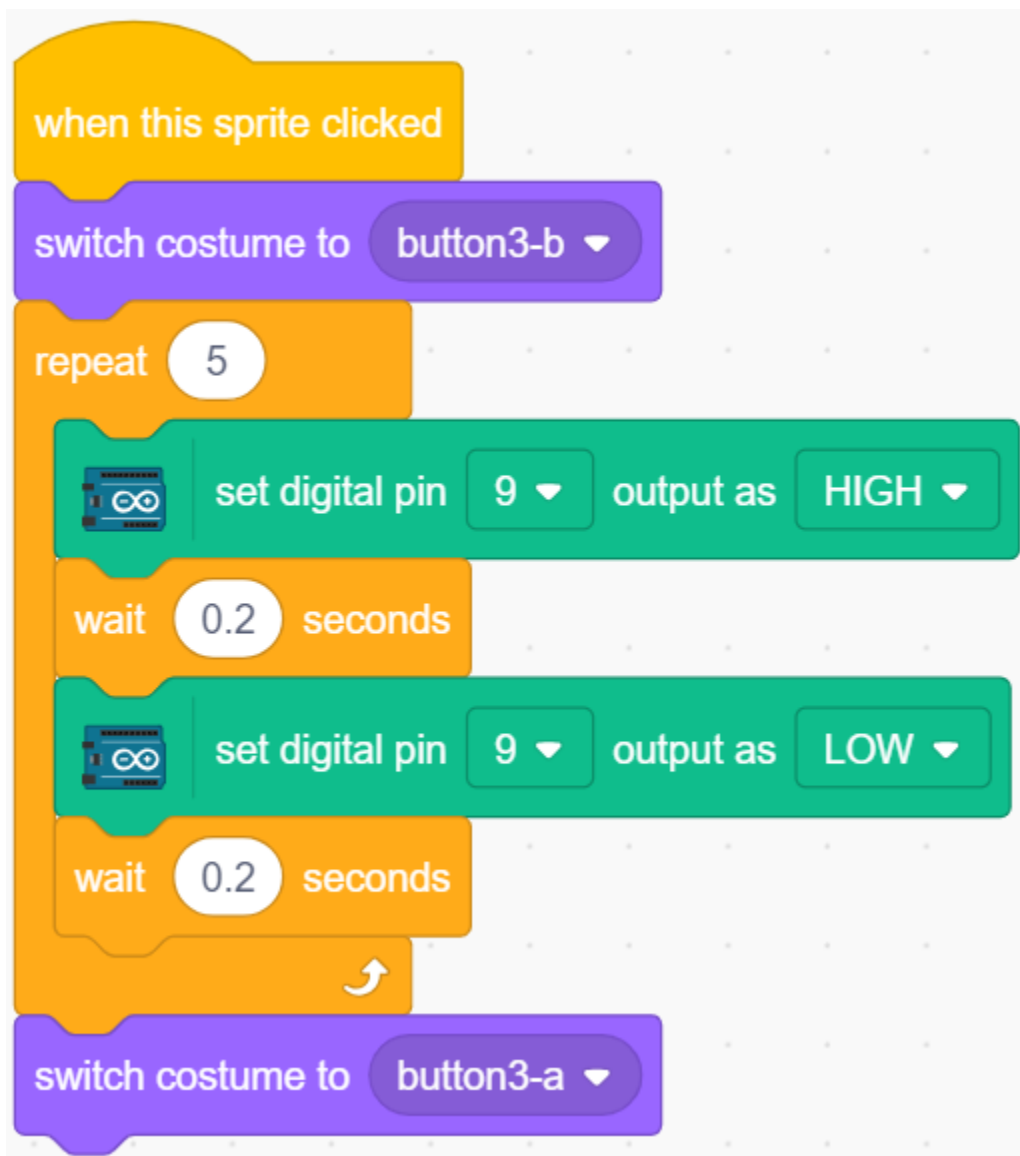 when this sprite clicked
switch costume to button3-b
repeat 5
set digital pin 9 output as HIGH
wait 0.2 seconds
set digital pin 9 output as LOW
wait 0.2 seconds
switch costume to button3-a